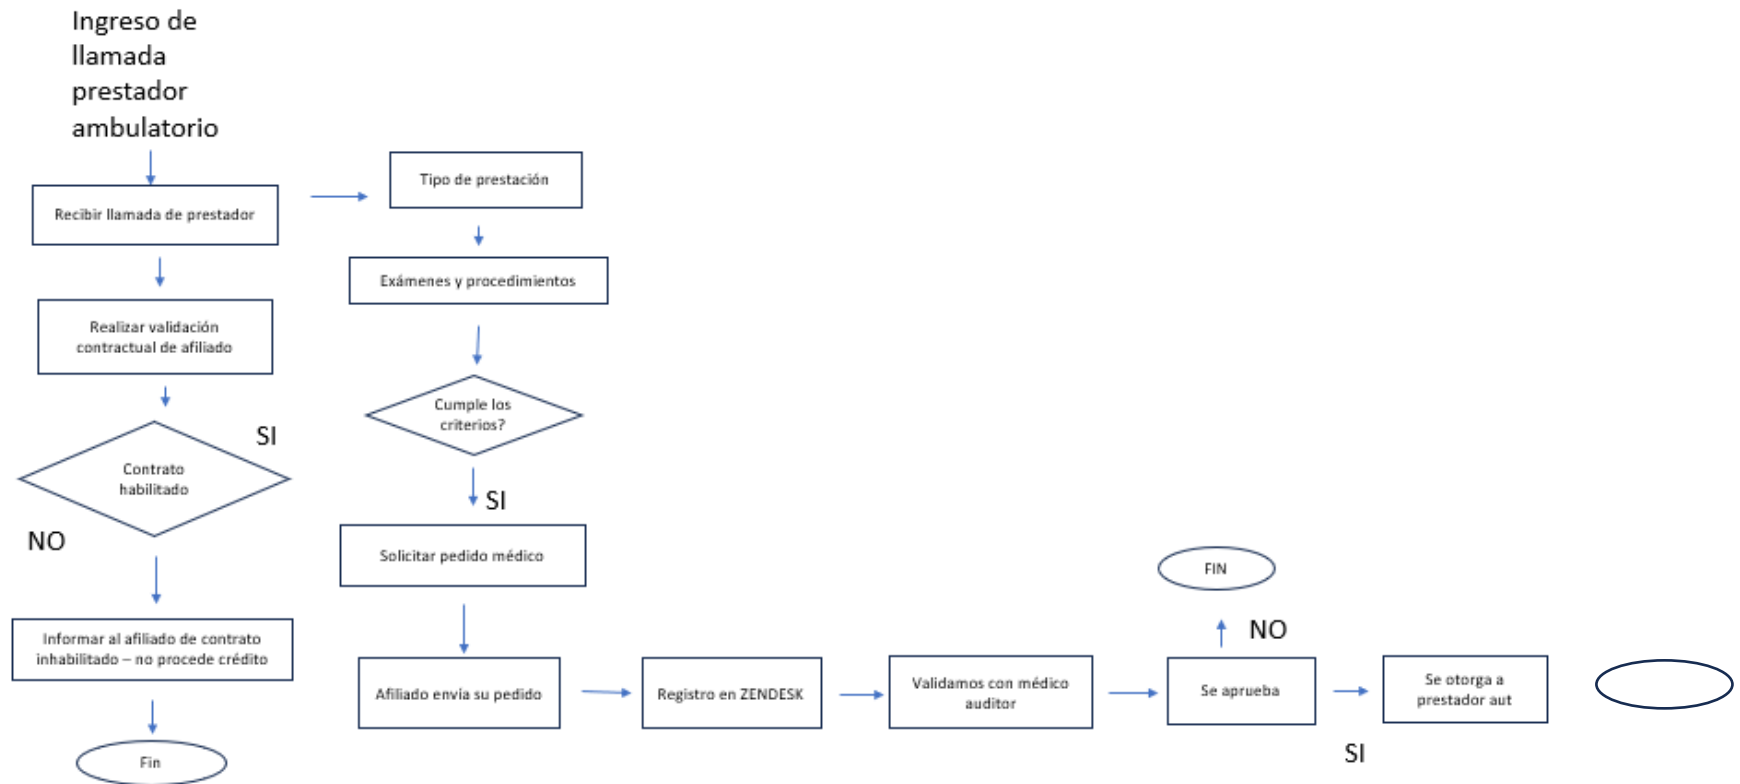 Ingreso de
llamada
prestador
ambulatorio
Recibir llamada de prestador
Realizar validación
contractual de afiliado
SI
Contrato
habilitado
NO
Informar al afiliado de contrato
inhabilitado – no procede crédito
Fin
Tipo de prestación
Exámenes y procedimientos
Cumple los
criterios?
SI
Solicitar pedido médico
Afiliado envía su pedido
Registro en ZENDESK
Validamos con médico
auditor
Se aprueba
NO
FIN
SI
Se otorga a
prestador aut